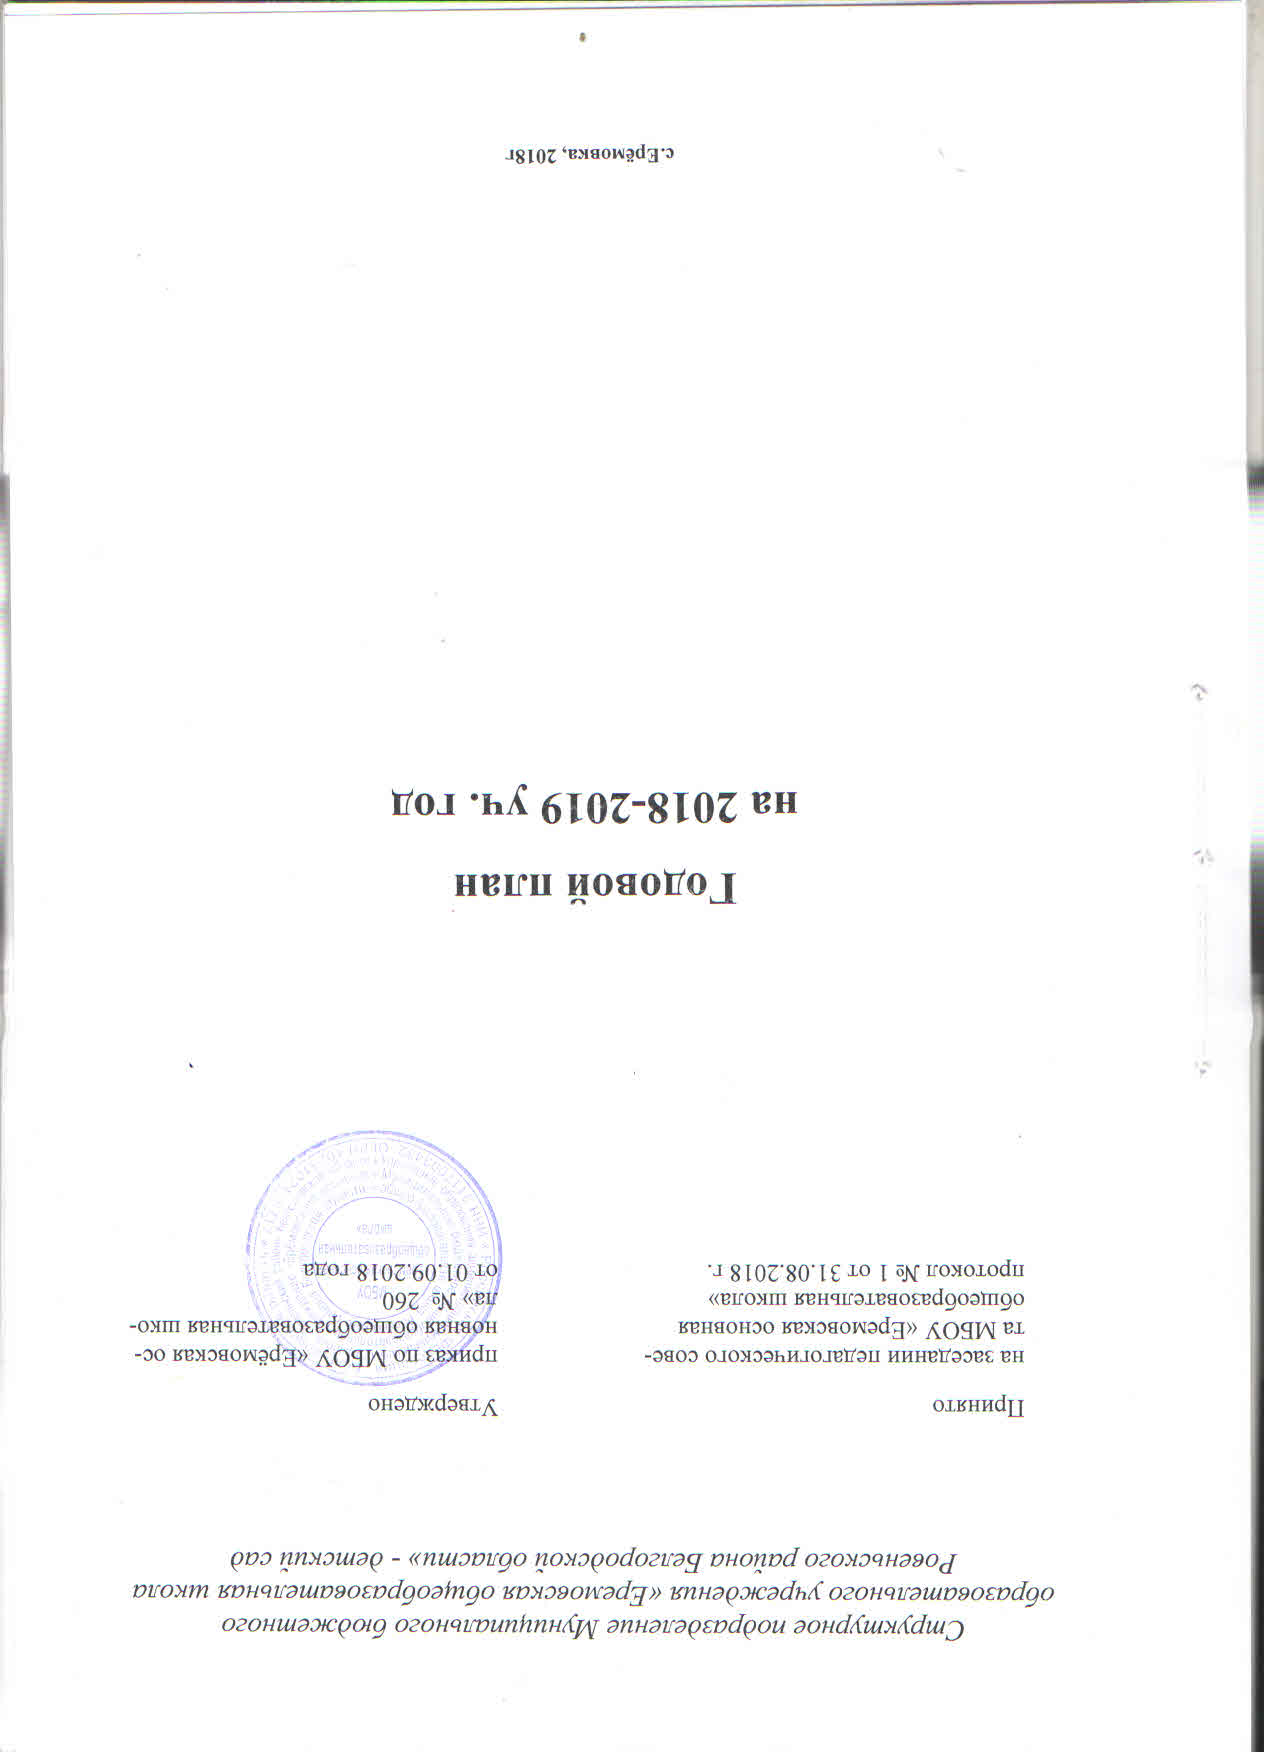 Структурное подразделение Муниципального бюджетного
образовательного учреждения «Еремовская общеобразовательная школа
Ровеньского района Белгородской области» - детский сад
Принято
на заседании педагогического сове-
та МБОУ «Еремовская основная
общеобразовательная школа»
протокол № 1 от 31.08.2018 г.
Утверждено
приказ по МБОУ «Ерёмовская ос-
новная общеобразовательная шко-
ла» № 260
от 01.09.2018 года
Годовой план
на 2018-2019 уч. год
с.Ерёмовка, 2018г